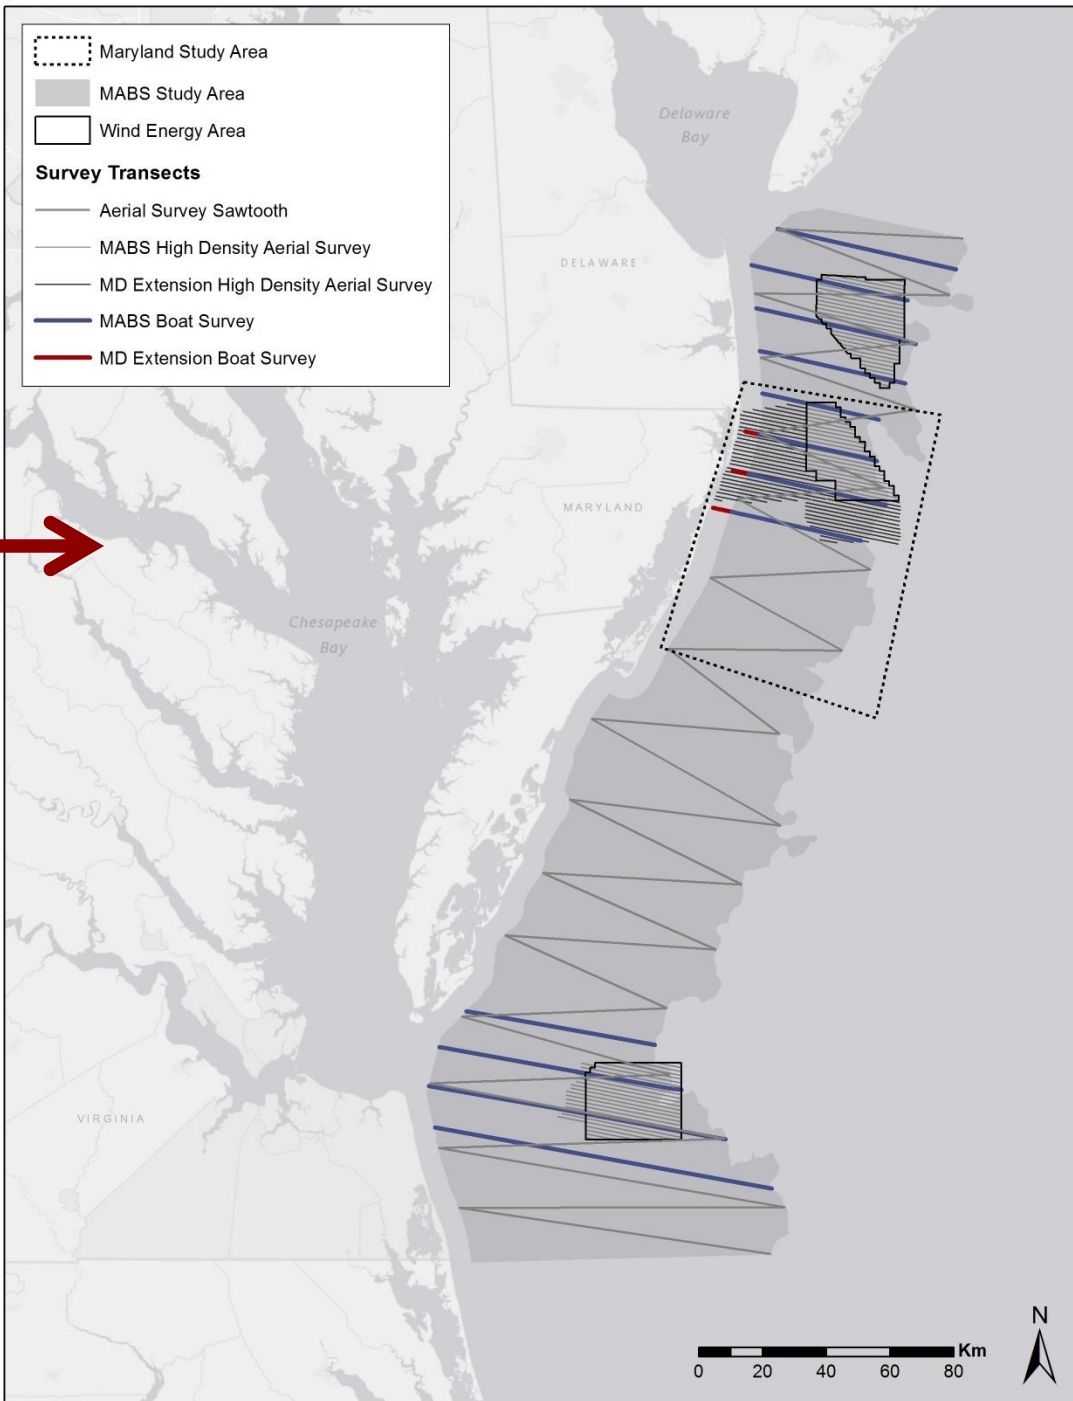 Maryland Study Area
MABS Study Area
Wind Energy Area
Survey Transects
Aerial Survey Sawtooth
MABS High Density Aerial Survey
MD Extension High Density Aerial Survey
MABS Boat Survey
MD Extension Boat Survey
Delaware
Bay
DELAWARE
MARYLAND
Chesapeake
Bay
VIRGINIA
N
Km
0 20 40 60 80